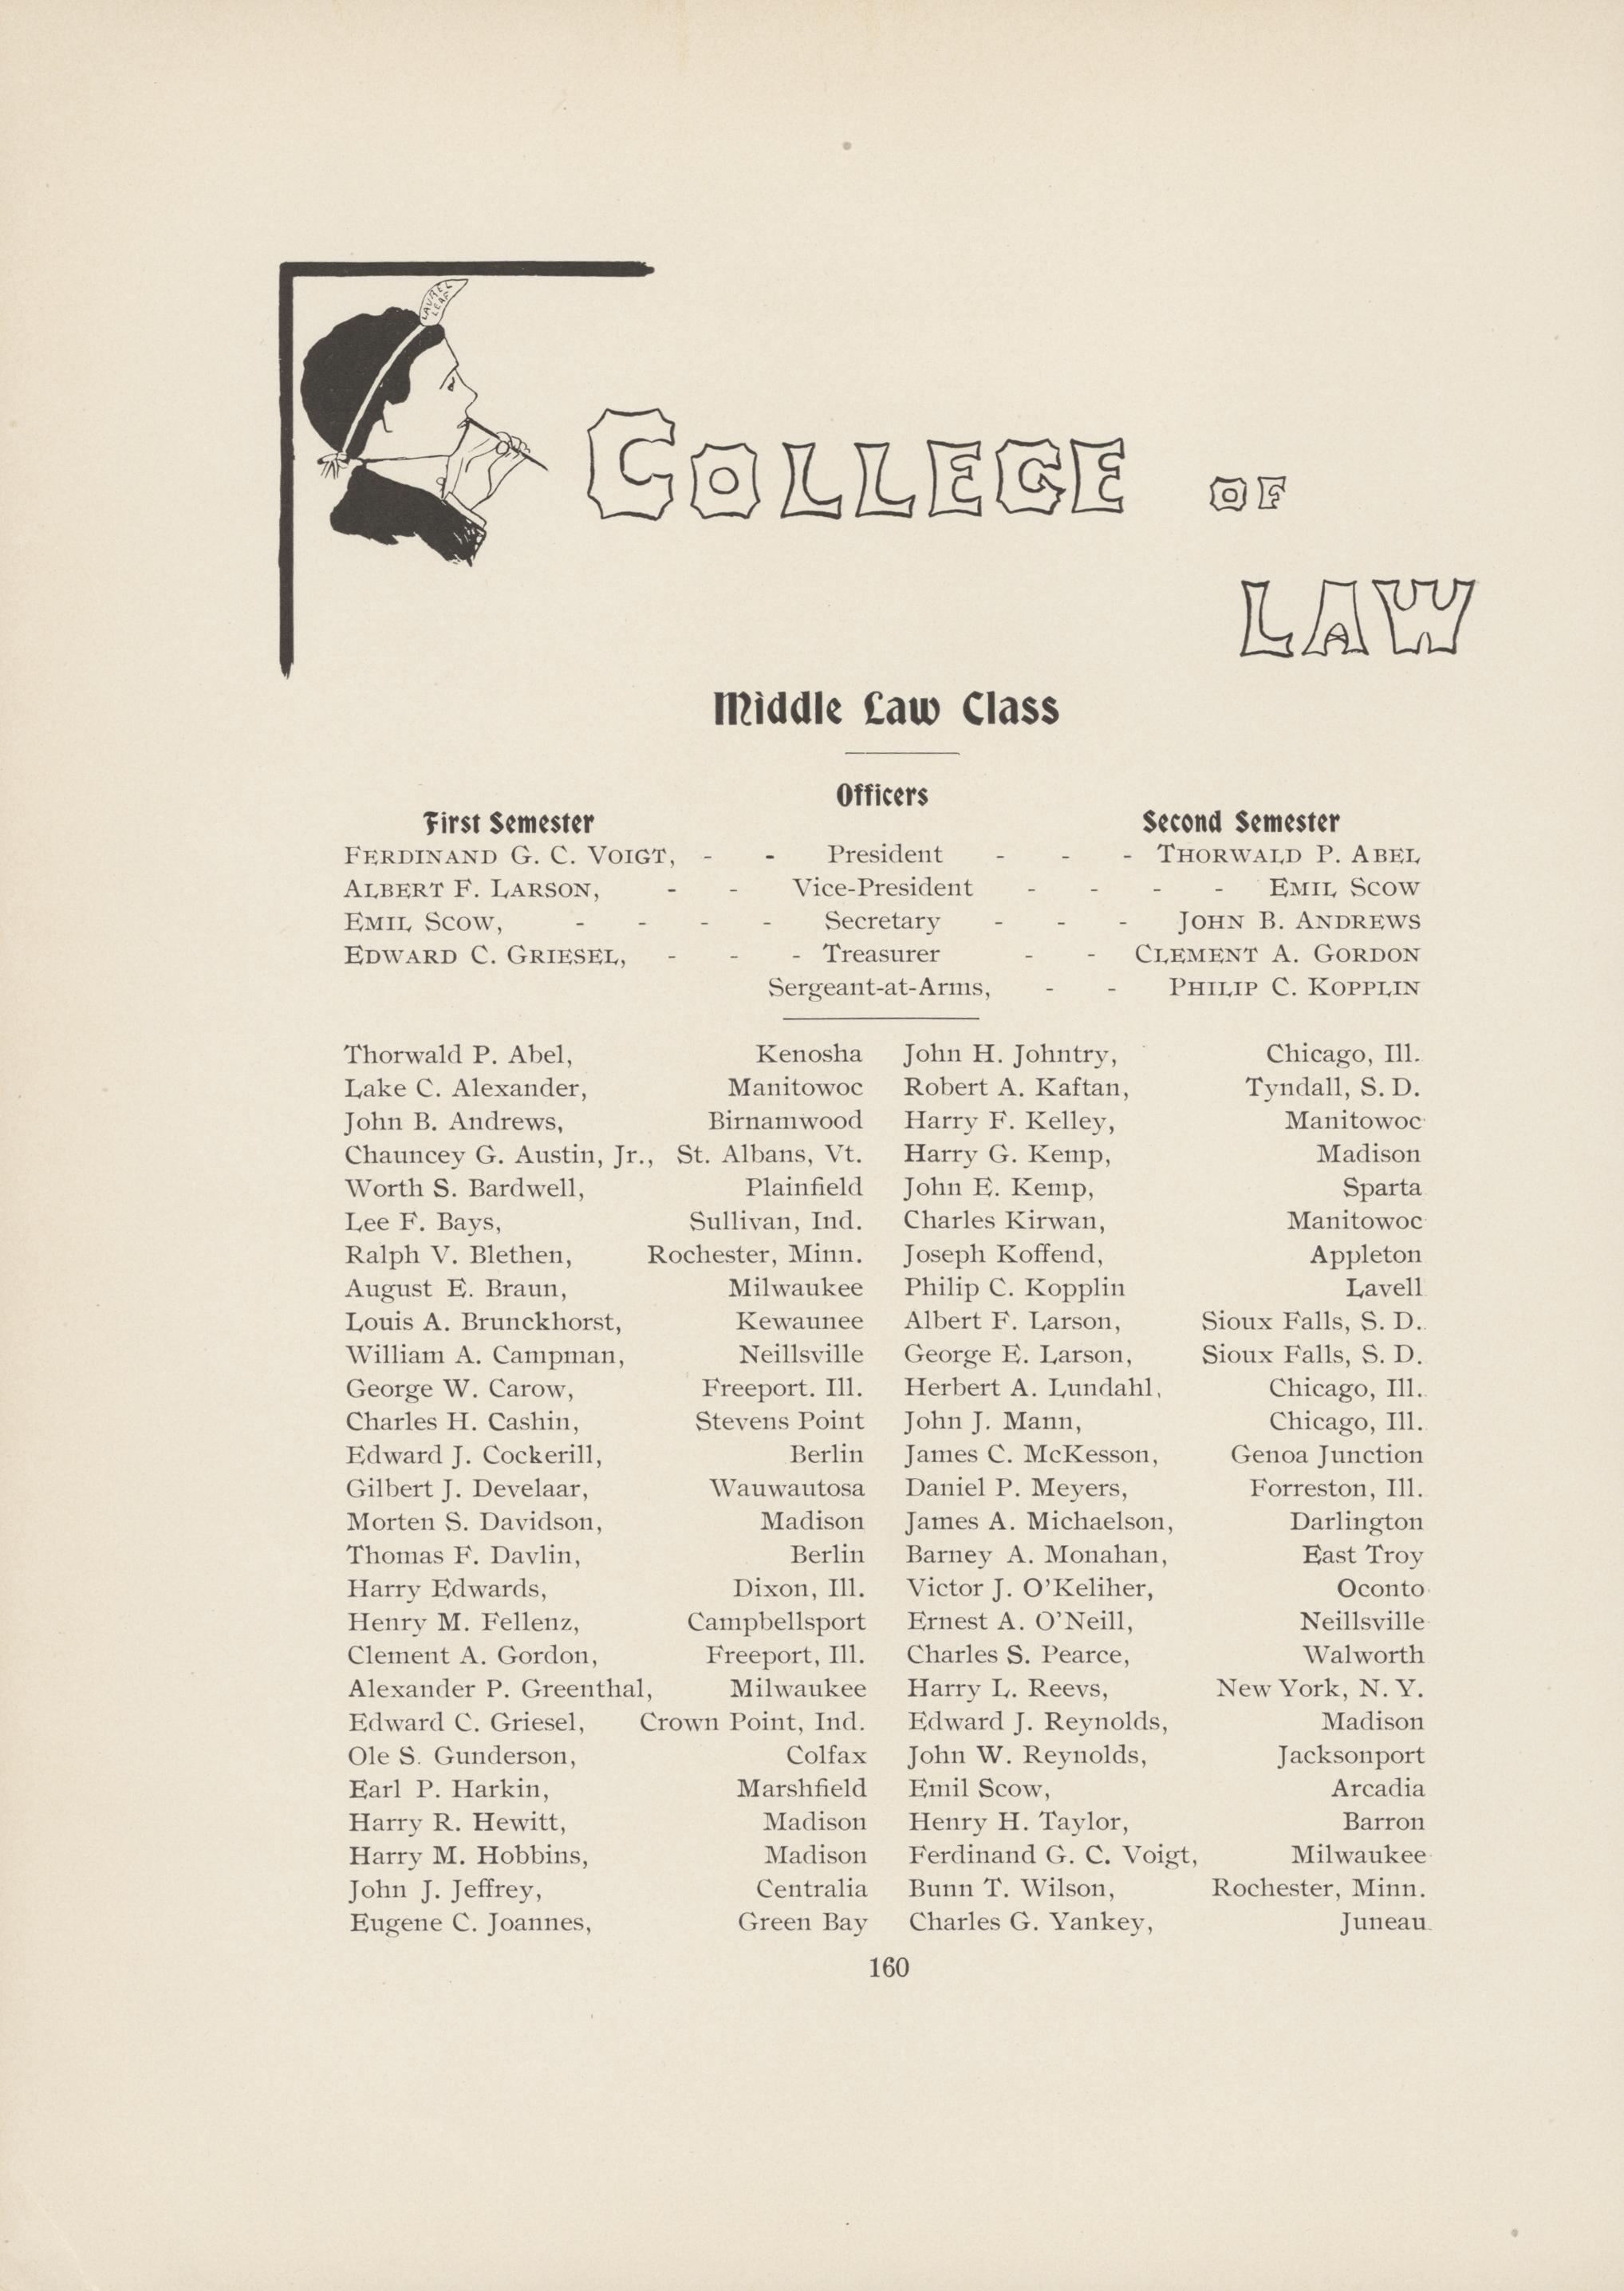 LAUREL
LEAF
COLLEGE OF
LAW
Middle Law Class
Officers
First Semester Second Semester
FERDINAND G. C. VOIGT, - - President - - - THORWALD P. ABEL
ALBERT F. LARSON, - - Vice-President - - - - EMIL SCOW
EMIL SCOW, - - - - Secretary - - - JOHN B. ANDREWS
EDWARD C. GRIESEL, - - - Treasurer - - CLEMENT A. GORDON
Sergeant-at-Arms, - - PHILIP C. KOPPLIN
Thorwald P. Abel, Kenosha
Lake C. Alexander, Manitowoc
John B. Andrews, Birnamwood
Chauncey G. Austin, Jr., St. Albans, Vt.
Worth S. Bardwell, Plainfield
Lee F. Bays, Sullivan, Ind.
Ralph V. Blethen, Rochester, Minn.
August E. Braun, Milwaukee
Louis A. Brunckhorst, Kewaunee
William A. Campman, Neillsville
George W. Carow, Freeport. Ill.
Charles H. Cashin, Stevens Point
Edward J. Cockerill, Berlin
Gilbert J. Develaar, Wauwautosa
Morten S. Davidson, Madison
Thomas F. Davlin, Berlin
Harry Edwards, Dixon, Ill.
Henry M. Fellenz, Campbellsport
Clement A. Gordon, Freeport, Ill.
Alexander P. Greenthal, Milwaukee
Edward C. Griesel, Crown Point, Ind.
Ole S. Gunderson, Colfax
Earl P. Harkin, Marshfield
Harry R. Hewitt, Madison
Harry M. Hobbins, Madison
John J. Jeffrey, Centralia
Eugene C. Joannes, Green Bay
John H. Johntry, Chicago, Ill.
Robert A. Kaftan, Tyndall, S. D.
Harry F. Kelley, Manitowoc
Harry G. Kemp, Madison
John E. Kemp, Sparta
Charles Kirwan, Manitowoc
Joseph Koffend, Appleton
Philip C. Kopplin Lavell
Albert F. Larson, Sioux Falls, S. D.
George E. Larson, Sioux Falls, S. D.
Herbert A. Lundahl, Chicago, Ill.
John J. Mann, Chicago, Ill.
James C. McKesson, Genoa Junction
Daniel P. Meyers, Forreston, Ill.
James A. Michaelson, Darlington
Barney A. Monahan, East Troy
Victor J. O'Keliher, Oconto
Ernest A. O'Neill, Neillsville
Charles S. Pearce, Walworth
Harry L. Reevs, New York, N. Y.
Edward J. Reynolds, Madison
John W. Reynolds, Jacksonport
Emil Scow, Arcadia
Henry H. Taylor, Barron
Ferdinand G. C. Voigt, Milwaukee
Bunn T. Wilson, Rochester, Minn.
Charles G. Yankey, Juneau
160